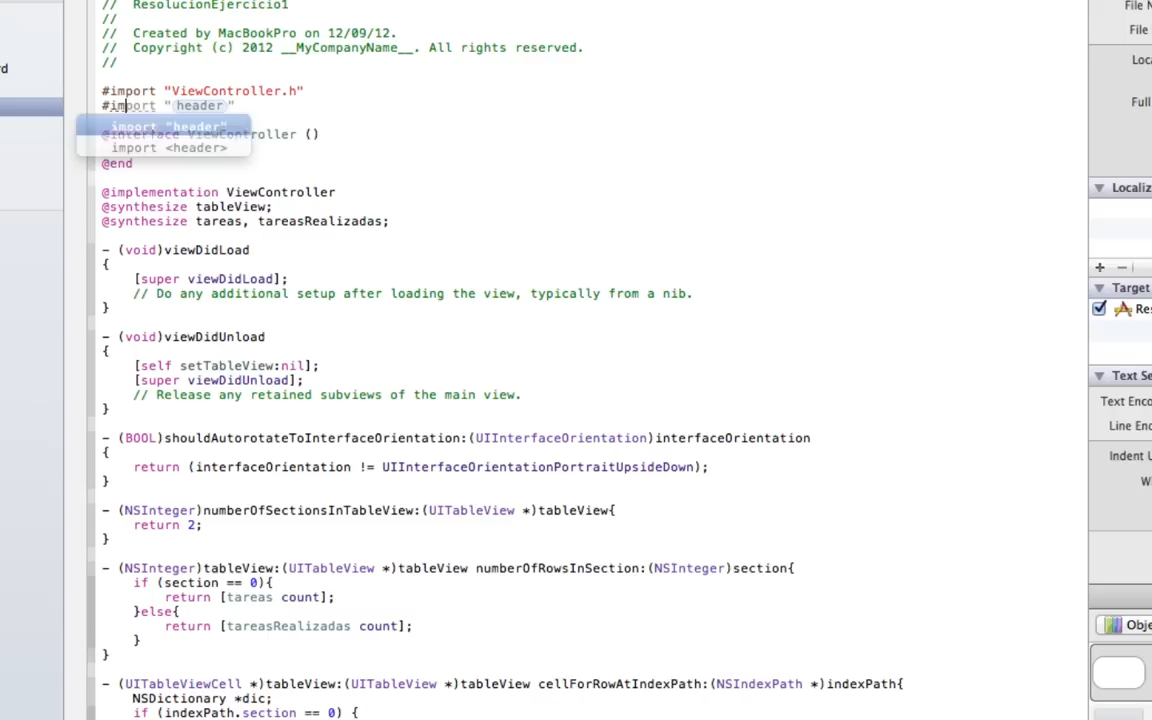 //  ResolucionEjercicio1
//
//  Created by MacBookPro on 12/09/12.
//  Copyright (c) 2012 __MyCompanyName__. All rights reserved.
//
#import "ViewController.h"
#import "header"
import "header"
@interface ViewController ()
import <header>
@end
@implementation ViewController
@synthesize tableView;
@synthesize tareas, tareasRealizadas;
- (void)viewDidLoad
{
[super viewDidLoad];
// Do any additional setup after loading the view, typically from a nib.
}
- (void)viewDidUnload
{
[self setTableView:nil];
[super viewDidUnload];
// Release any retained subviews of the main view.
}
- (BOOL)shouldAutorotateToInterfaceOrientation:(UIInterfaceOrientation)interfaceOrientation
{
return (interfaceOrientation != UIInterfaceOrientationPortraitUpsideDown);
}
- (NSInteger)numberOfSectionsInTableView:(UITableView *)tableView{
return 2;
}
- (NSInteger)tableView:(UITableView *)tableView numberOfRowsInSection:(NSInteger)section{
if (section == 0){
return [tareas count];
}else{
return [tareasRealizadas count];
}
}
- (UITableViewCell *)tableView:(UITableView *)tableView cellForRowAtIndexPath:(NSIndexPath *)indexPath{
NSDictionary *dic;
if (indexPath.section == 0) {
rd
File N
File
Loca
Full
Localiz
+ −
Target
Res
Text Se
Text Enco
Line End
Indent U
W
Obje